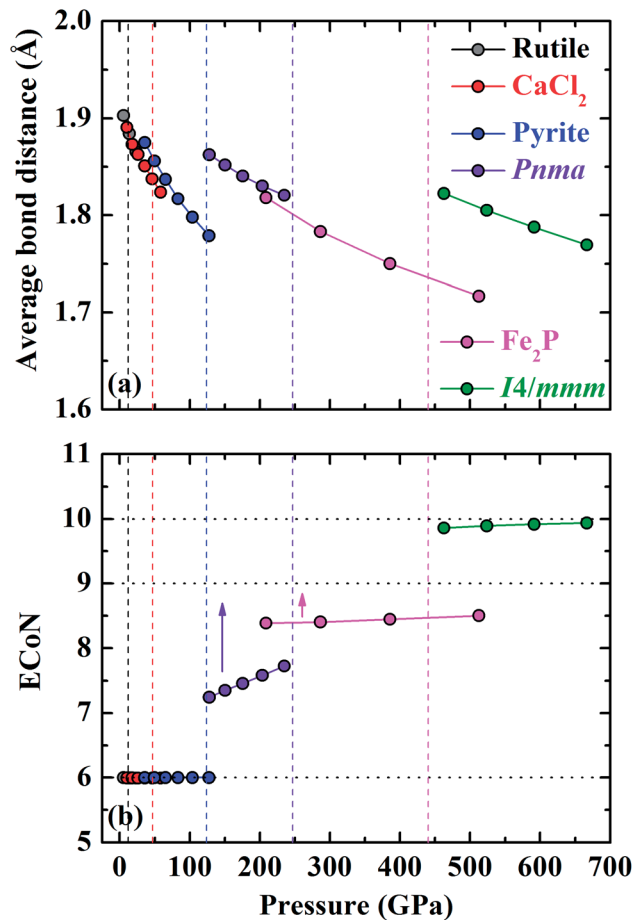 2.0
1.9
1.8
1.7
1.6
Average bond distance (Å)
Rutile
CaCl₂
Pyrite
Pnma
Fe₂P
I4/mmm
(a)
11
10
9
8
7
6
5
ECoN
(b)
0 100 200 300 400 500 600 700
Pressure (GPa)